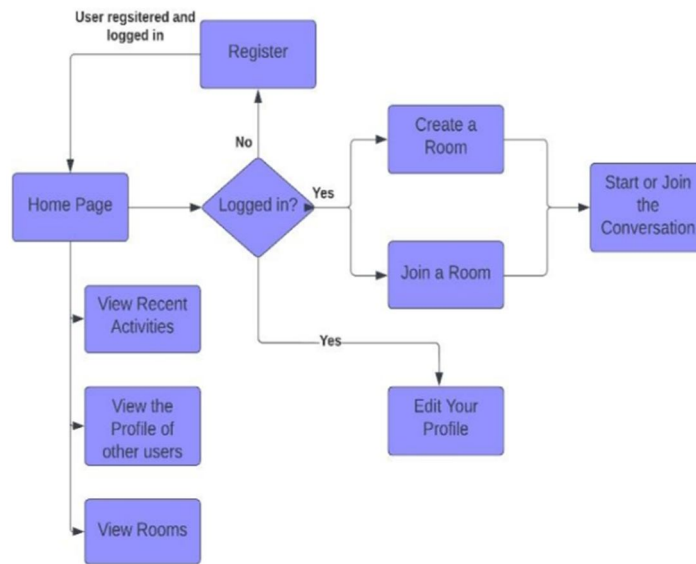 User regsitered and
logged in
Register
No
Create a
Room
Home Page
Logged in?
Yes
Start or Join
the
Conversation
Join a Room
View Recent
Activities
Yes
View the
Profile of
other users
Edit Your
Profile
View Rooms